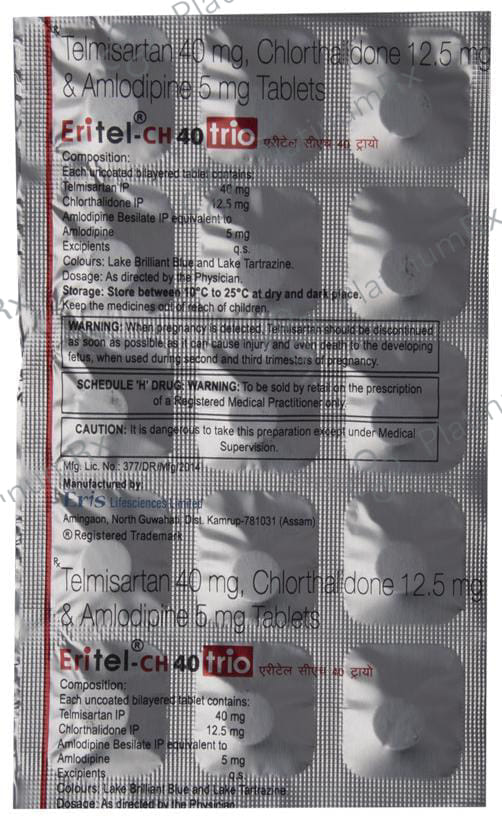 Rx
Telmisartan 40 mg, Chlorthalidone 12.5 mg
& Amlodipine 5 mg Tablets
Eritel-CH 40 trio® एरीटेल सीएच 40 ट्रायो
Composition:
Each uncoated bilayered tablet contains:
Telmisartan IP 40 mg
Chlorthalidone IP 12.5 mg
Amlodipine Besilate IP equivalent to
Amlodipine 5 mg
Excipients q.s.
Colours: Lake Brilliant Blue and Lake Tartrazine.
Dosage: As directed by the Physician.
Storage: Store between 10°C to 25°C at dry and dark place.
Keep the medicines out of reach of children.
WARNING: When pregnancy is detected, Telmisartan should be discontinued
as soon as possible as it can cause injury and even death to the developing
fetus, when used during second and third trimesters of pregnancy.
SCHEDULE 'H' DRUG: WARNING: To be sold by retail on the prescription
of a Registered Medical Practitioner only.
CAUTION: It is dangerous to take this preparation except under Medical
Supervision.
Mfg. Lic. No.: 377/DR/Mfg/2014
Manufactured by:
Eris Lifesciences Limited
Amingaon, North Guwahati, Dist. Kamrup-781031 (Assam)
® Registered Trademark
Rx
Telmisartan 40 mg, Chlorthalidone 12.5 mg
& Amlodipine 5 mg Tablets
Eritel-CH 40 trio® एरीटेल सीएच 40 ट्रायो
Composition:
Each uncoated bilayered tablet contains:
Telmisartan IP 40 mg
Chlorthalidone IP 12.5 mg
Amlodipine Besilate IP equivalent to
Amlodipine 5 mg
Excipients q.s.
Colours: Lake Brilliant Blue and Lake Tartrazine.
Dosage: As directed by the Physician